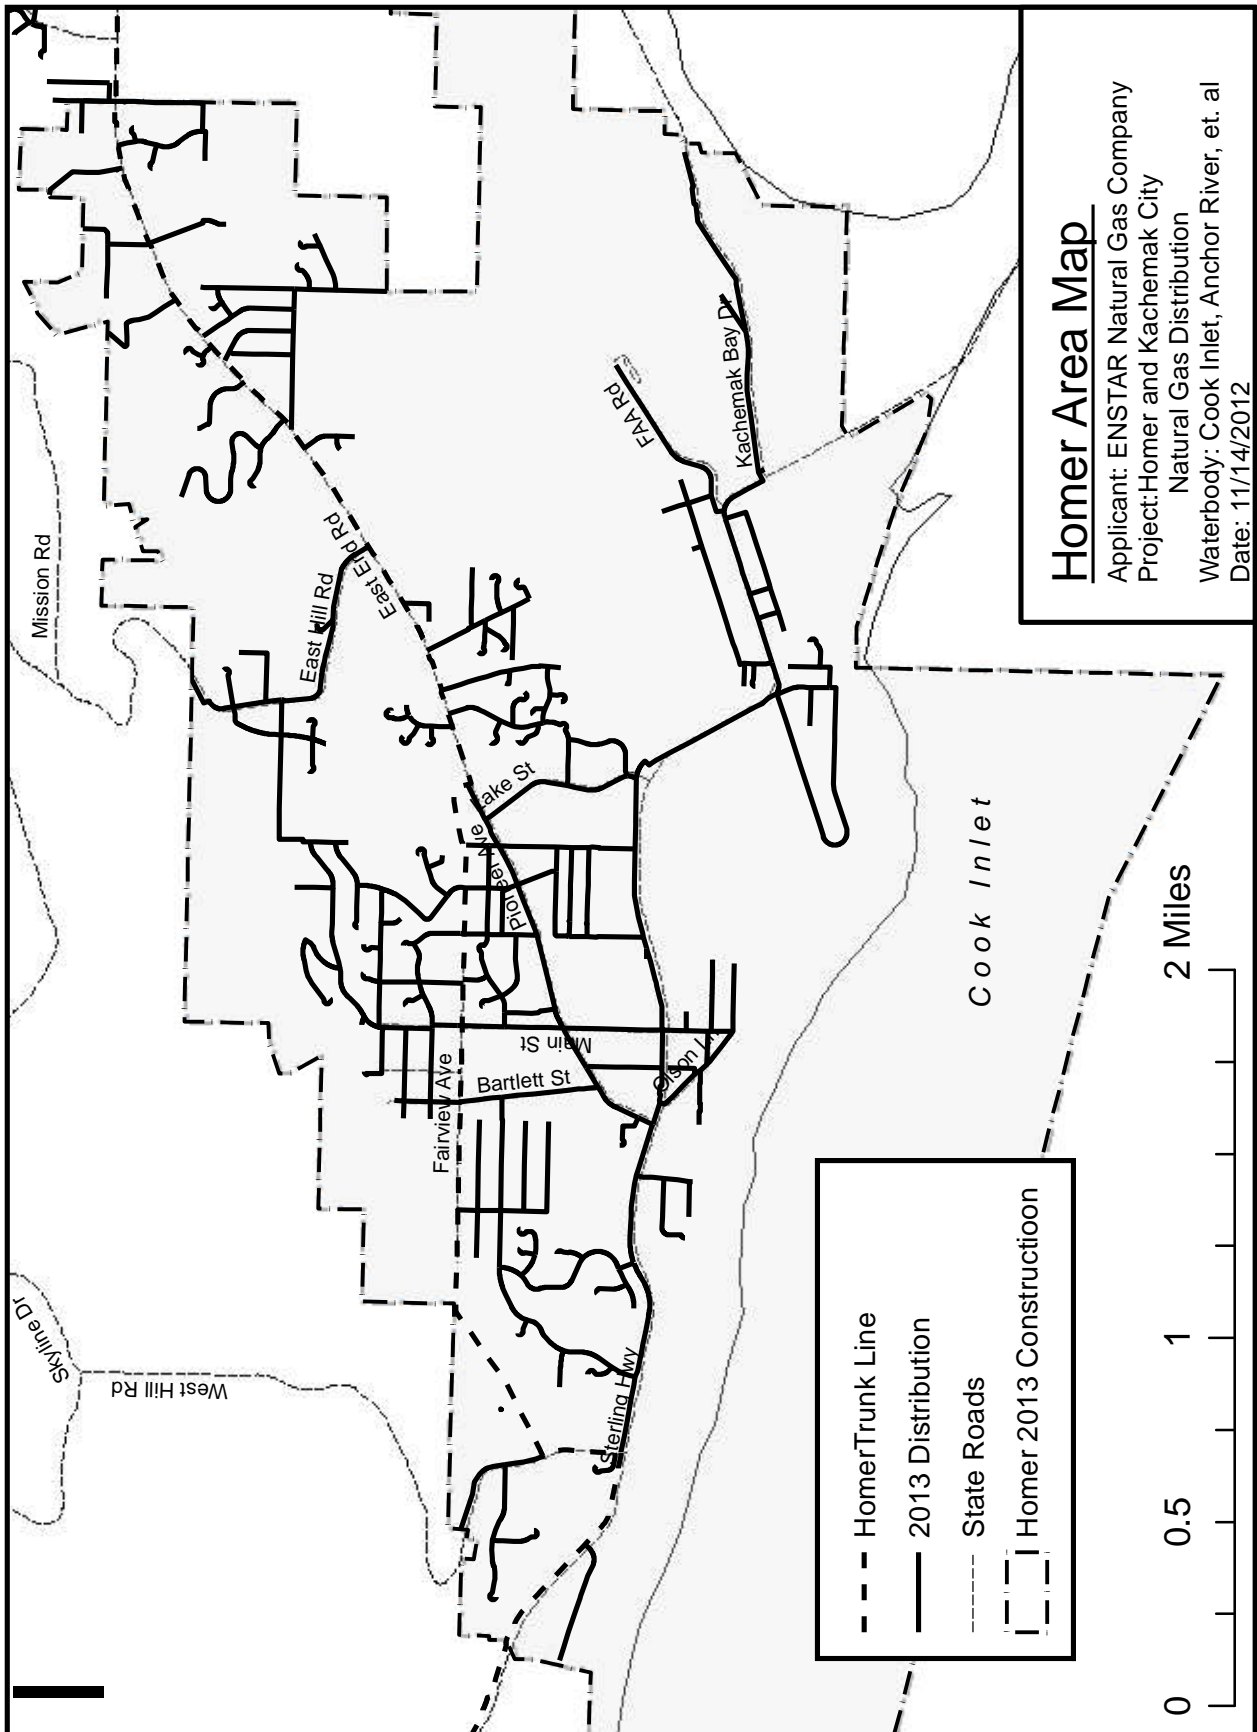 Homer Area Map
Applicant: ENSTAR Natural Gas Company
Project:Homer and Kachemak City
Natural Gas Distribution
Waterbody: Cook Inlet, Anchor River, et. al
Date: 11/14/2012
Skyline Dr
West Hill Rd
Mission Rd
East Hill Rd
East End Rd
FAA Rd
Kachemak Bay Dr
Lake St
Pioneer Ave
Fairview Ave
Main St
Bartlett St
Olson Ln
Sterling Hwy
Cook Inlet
HomerTrunk Line
2013 Distribution
State Roads
Homer 2013 Constructioon
0 0.5 1 2 Miles